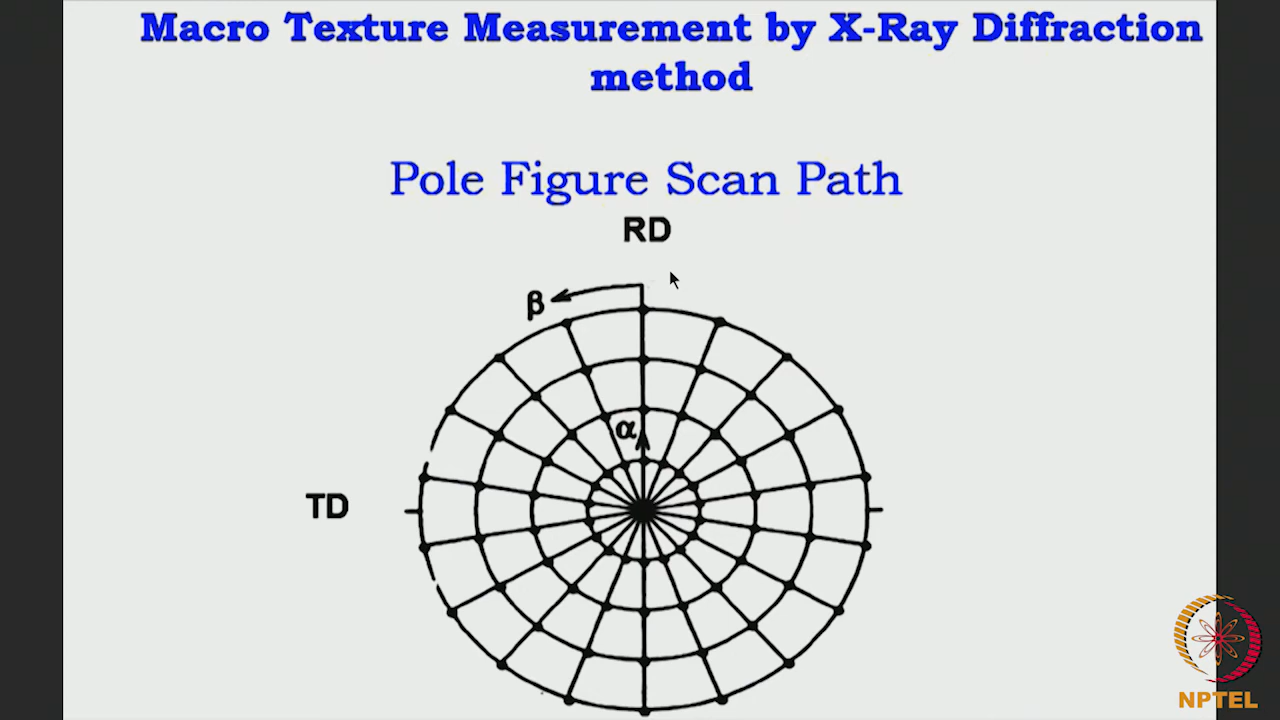 Macro Texture Measurement by X-Ray Diffraction
method
Pole Figure Scan Path
RD
β
α
TD
NPTEL